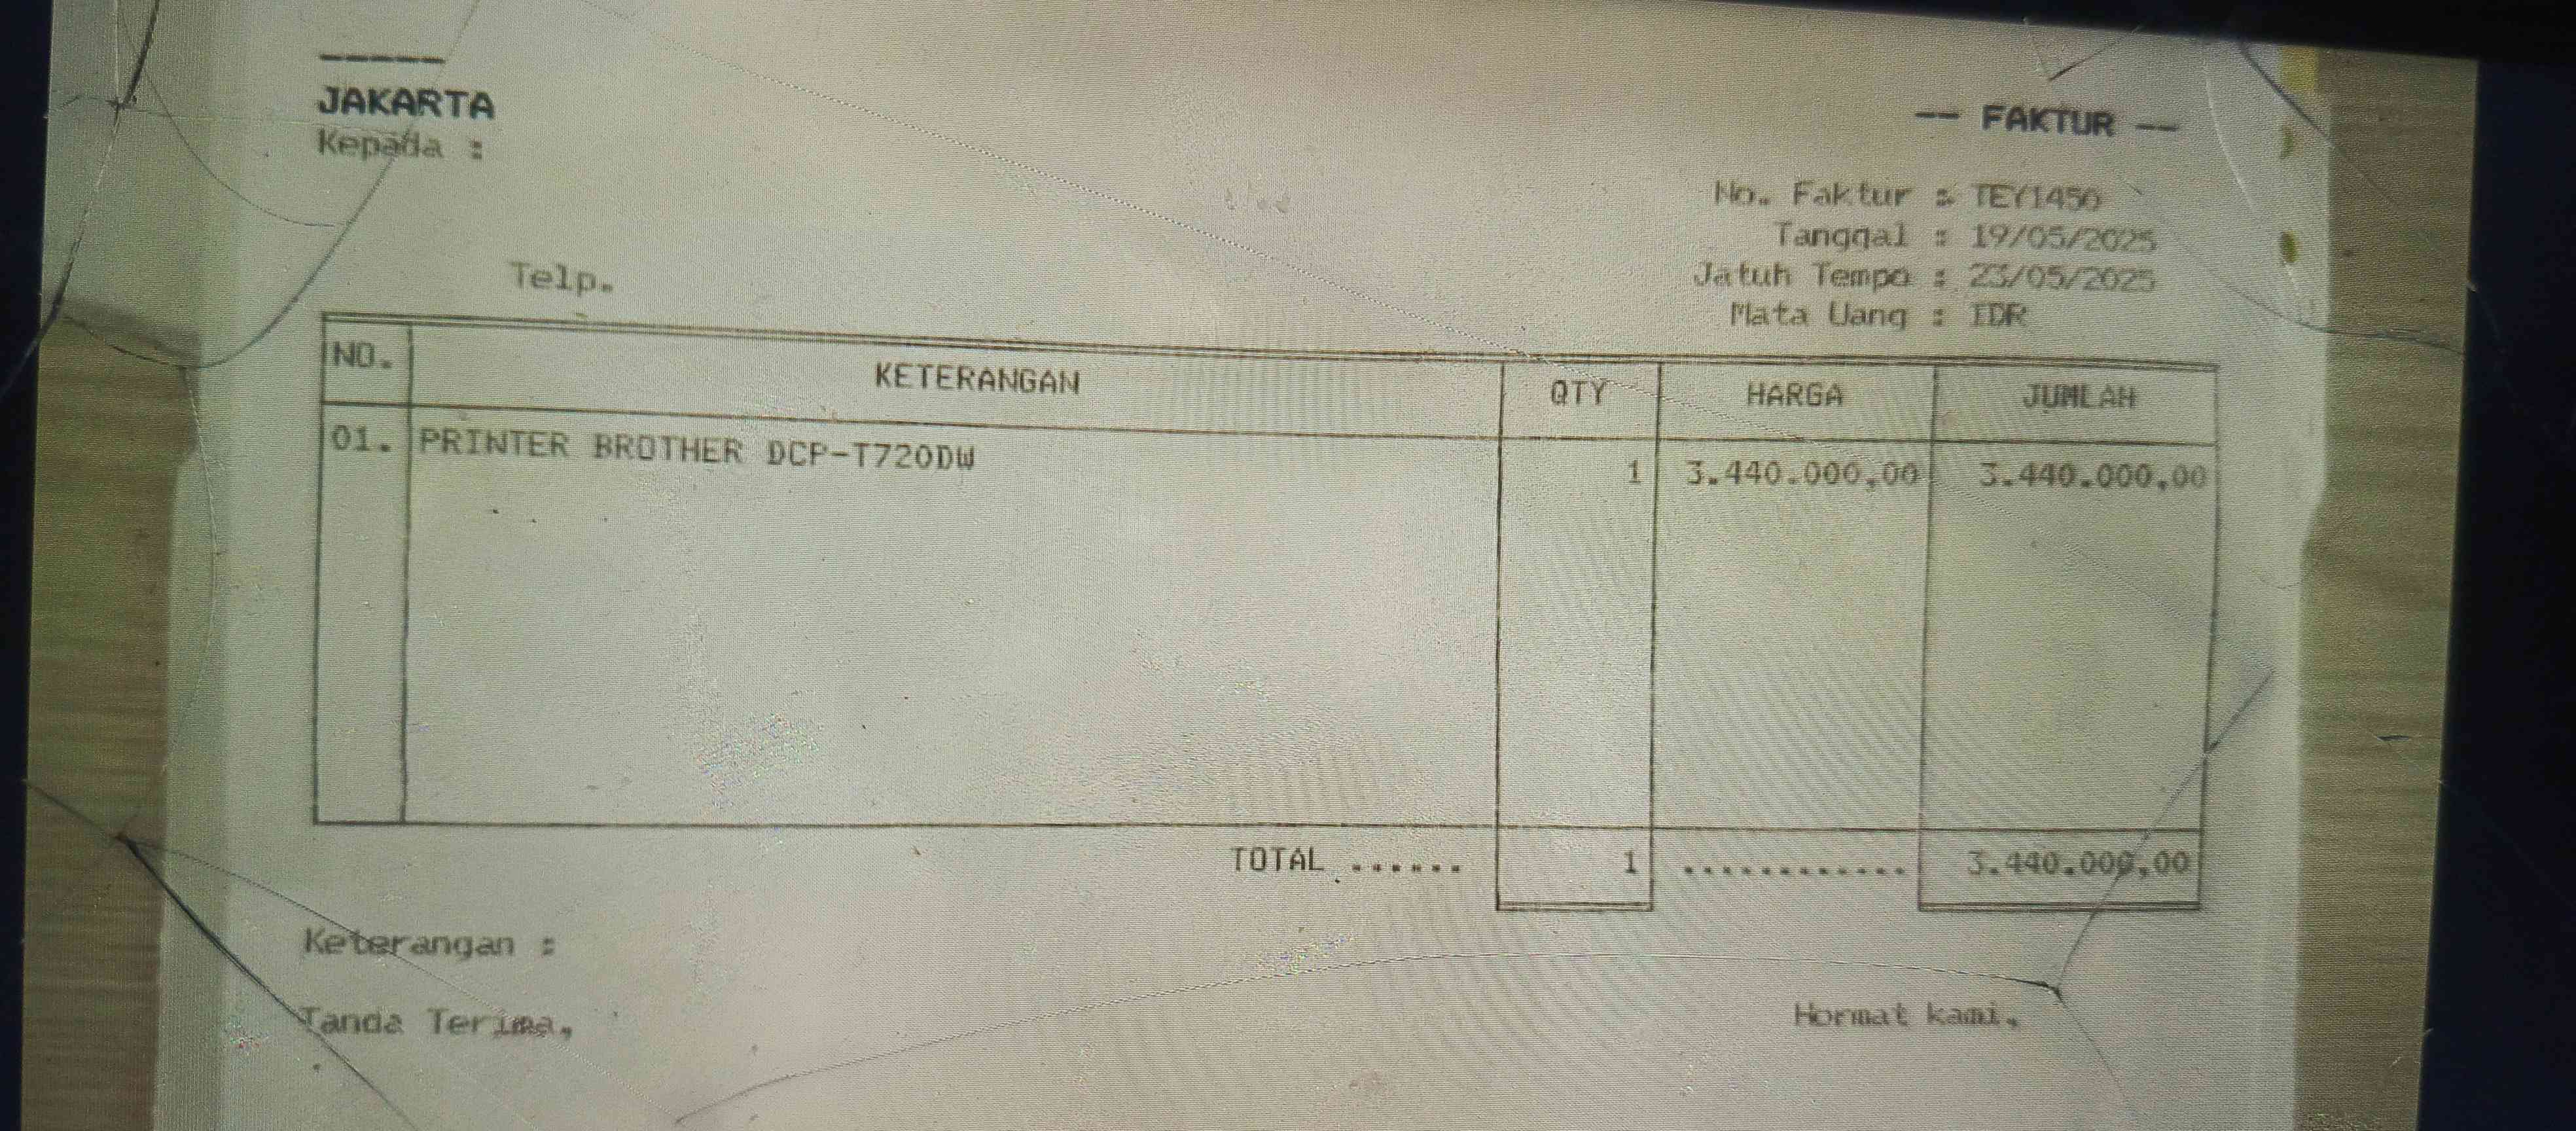 -----
JAKARTA
-- FAKTUR --
Kepada :
No. Faktur :
Tanggal : 19/05/2025
Telp.
Jatuh Tempo : 23/05/2025
Mata Uang : IDR
NO. KETERANGAN QTY HARGA JUMLAH
01. PRINTER BROTHER DCP-T720DW 1 3.440.000,00 3.440.000,00
TOTAL ...... 1 ............ 3.440.000,00
Keterangan :
Tanda Terima,
Hormat kami,